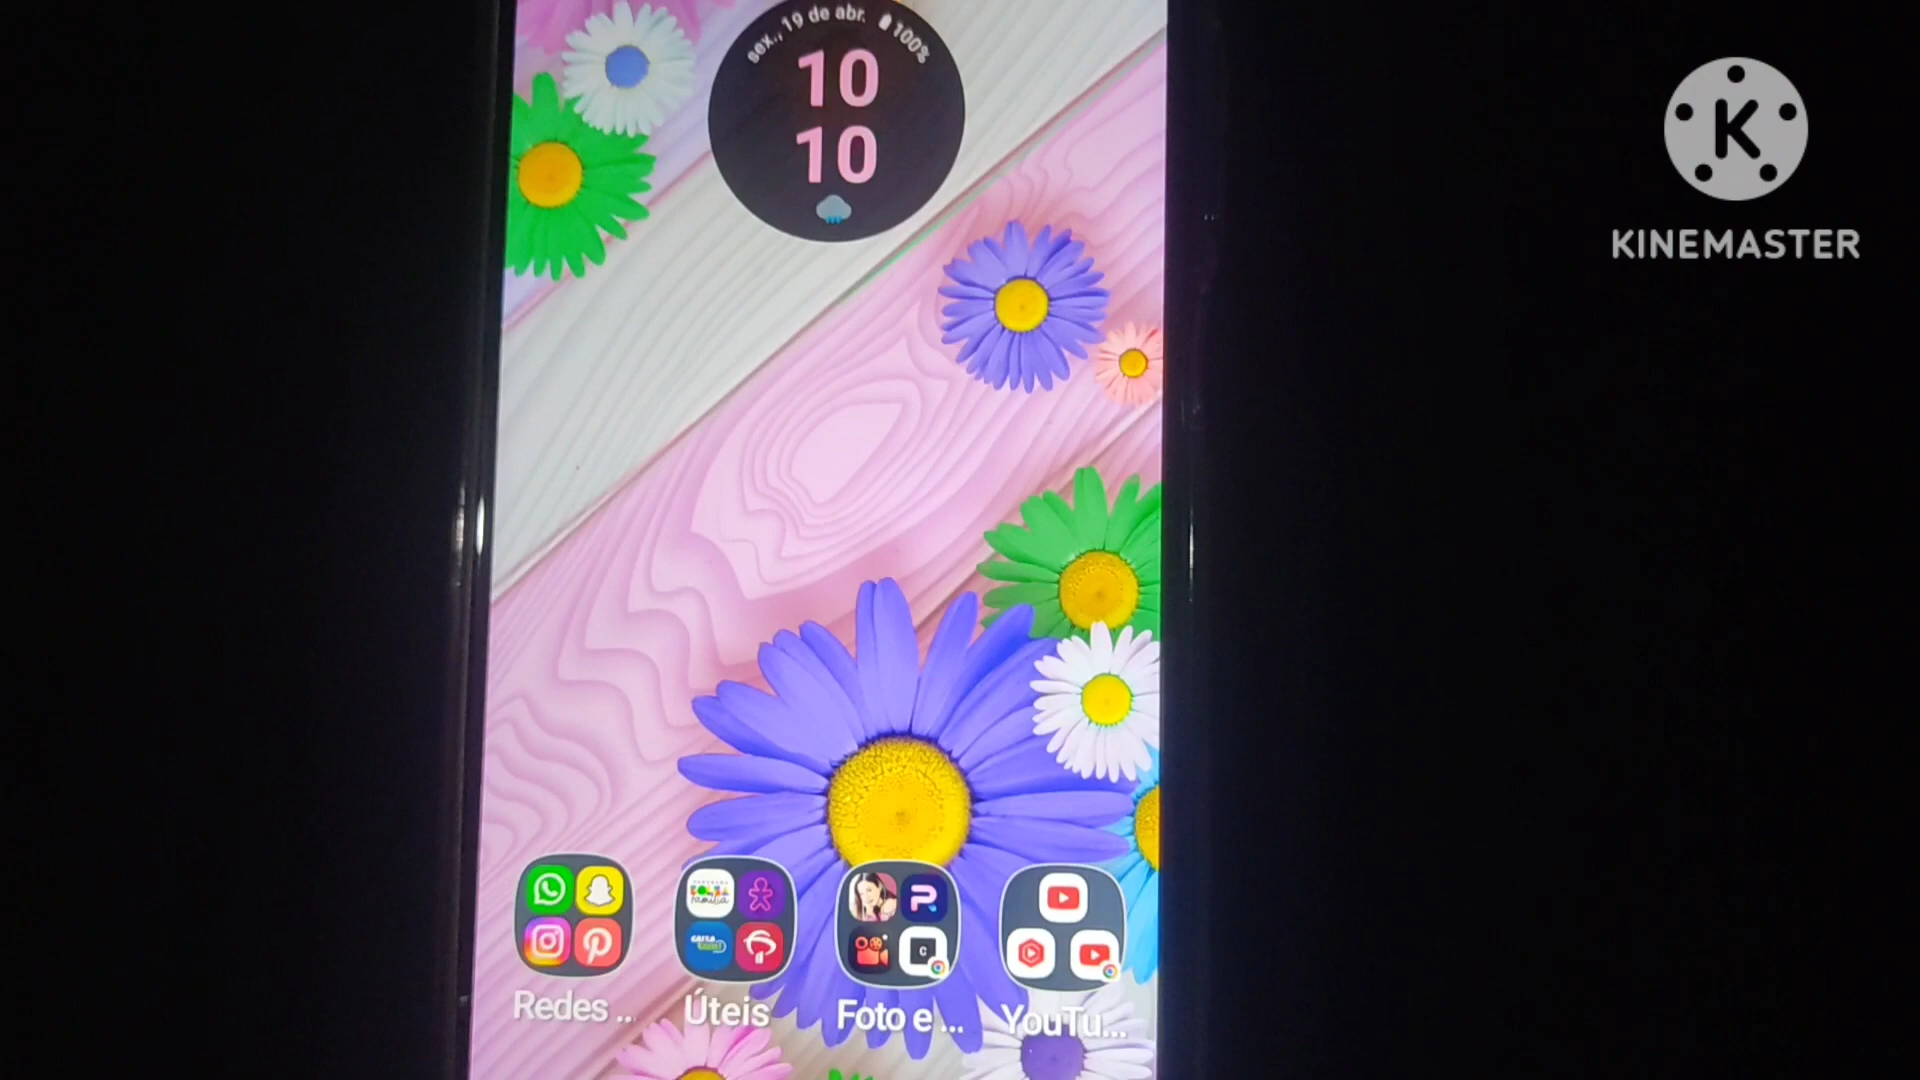 sex., 19 de abr. 100%
10
10
KINEMASTER
Redes ...
Úteis
Foto e ...
YouTu...